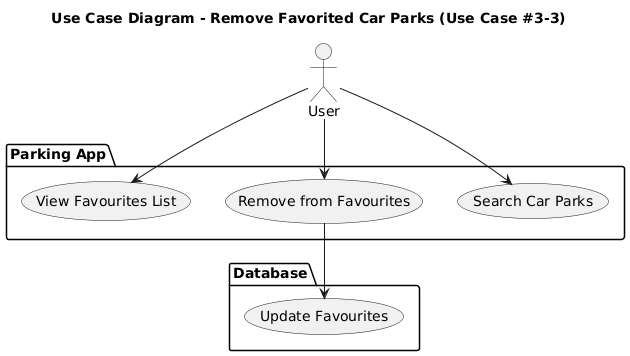 Use Case Diagram - Remove Favorited Car Parks (Use Case #3-3)
User
Parking App
View Favourites List
Remove from Favourites
Search Car Parks
Database
Update Favourites